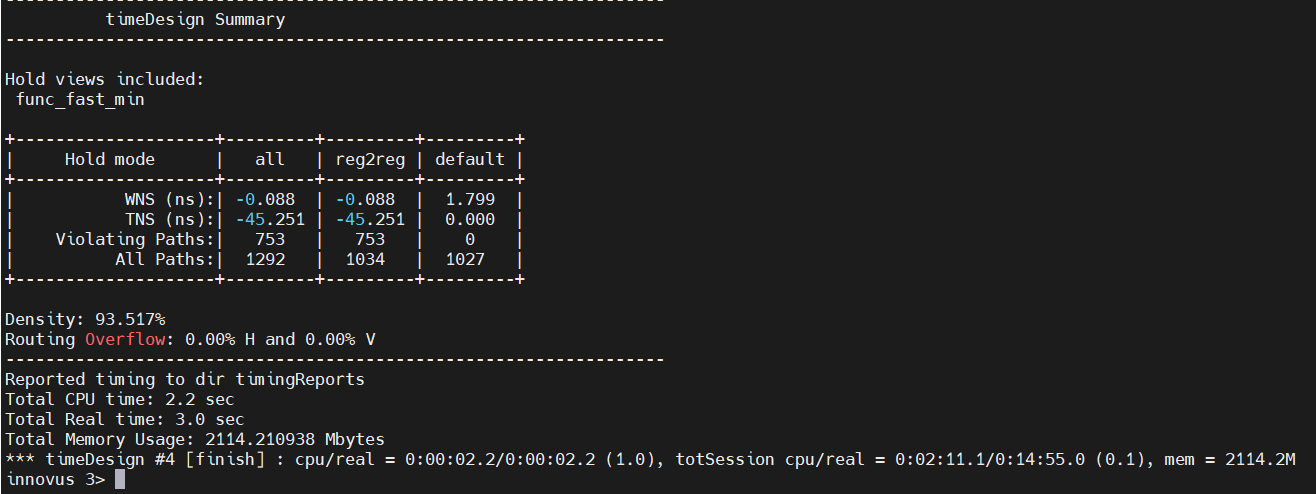 ----------------------------------------------------------------
          timeDesign Summary
------------------------------------------------------------------

Hold views included:
 func_fast_min

+--------------------+---------+---------+---------+
|     Hold mode      |   all   | reg2reg | default |
+--------------------+---------+---------+---------+
|           WNS (ns):| -0.088  | -0.088  |  1.799  |
|           TNS (ns):| -45.251 | -45.251 |  0.000  |
|    Violating Paths:|   753   |   753   |    0    |
|          All Paths:|  1292   |  1034   |  1027   |
+--------------------+---------+---------+---------+

Density: 93.517%
Routing Overflow: 0.00% H and 0.00% V
------------------------------------------------------------------
Reported timing to dir timingReports
Total CPU time: 2.2 sec
Total Real time: 3.0 sec
Total Memory Usage: 2114.210938 Mbytes
*** timeDesign #4 [finish] : cpu/real = 0:00:02.2/0:00:02.2 (1.0), totSession cpu/real = 0:02:11.1/0:14:55.0 (0.1), mem = 2114.2M
innovus 3>